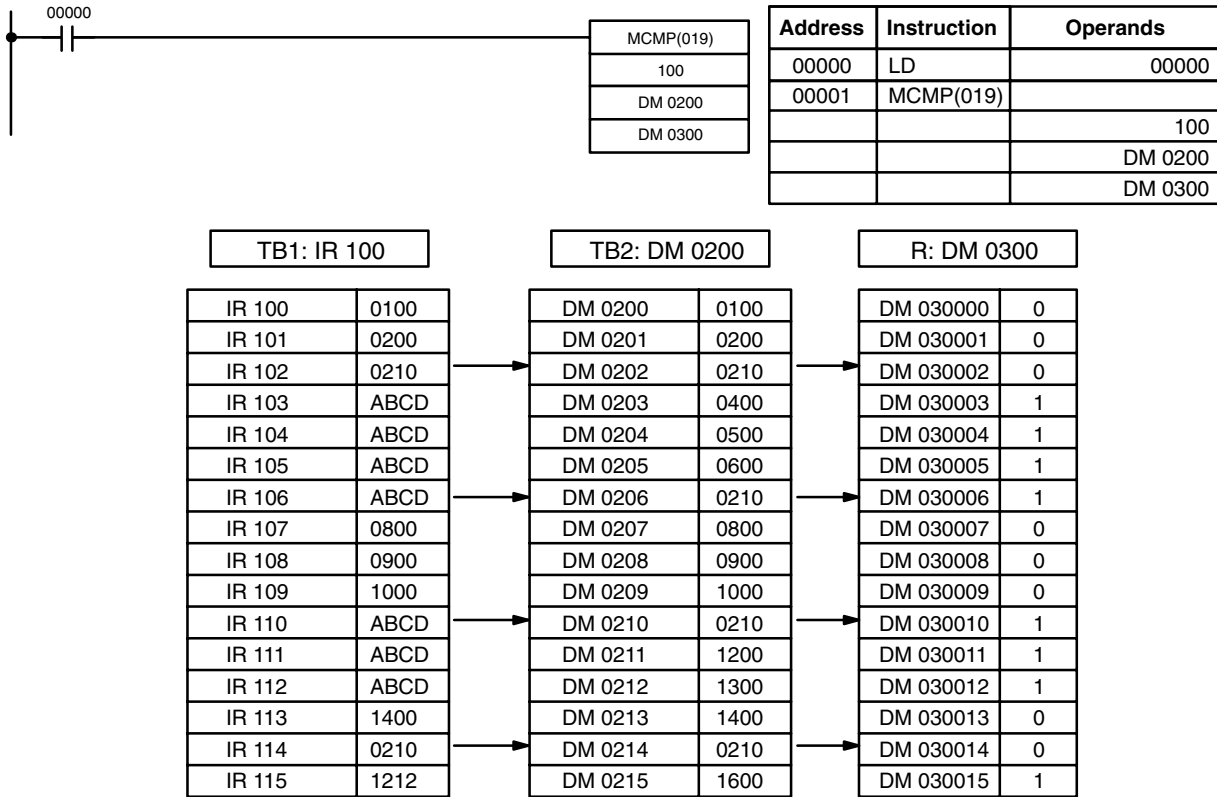 00000
MCMP(019)
100
DM 0200
DM 0300
Address Instruction Operands
00000 LD 00000
00001 MCMP(019)
100
DM 0200
DM 0300
TB1: IR 100 TB2: DM 0200 R: DM 0300
IR 100 0100 DM 0200 0100 DM 030000 0
IR 101 0200 DM 0201 0200 DM 030001 0
IR 102 0210 DM 0202 0210 DM 030002 0
IR 103 ABCD DM 0203 0400 DM 030003 1
IR 104 ABCD DM 0204 0500 DM 030004 1
IR 105 ABCD DM 0205 0600 DM 030005 1
IR 106 ABCD DM 0206 0210 DM 030006 1
IR 107 0800 DM 0207 0800 DM 030007 0
IR 108 0900 DM 0208 0900 DM 030008 0
IR 109 1000 DM 0209 1000 DM 030009 0
IR 110 ABCD DM 0210 0210 DM 030010 1
IR 111 ABCD DM 0211 1200 DM 030011 1
IR 112 ABCD DM 0212 1300 DM 030012 1
IR 113 1400 DM 0213 1400 DM 030013 0
IR 114 0210 DM 0214 0210 DM 030014 0
IR 115 1212 DM 0215 1600 DM 030015 1